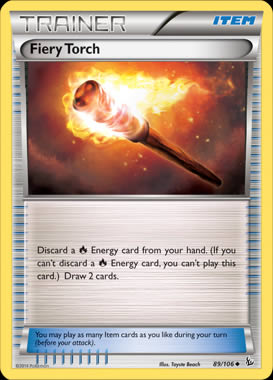 TRAINER ITEM
Fiery Torch
Discard a Energy card from your hand. (If you
can't discard a Energy card, you can't play this
card.) Draw 2 cards.
You may play as many Item cards as you like during your turn
(before your attack).
©2014 Pokémon Illus. Toyste Beach 89/106